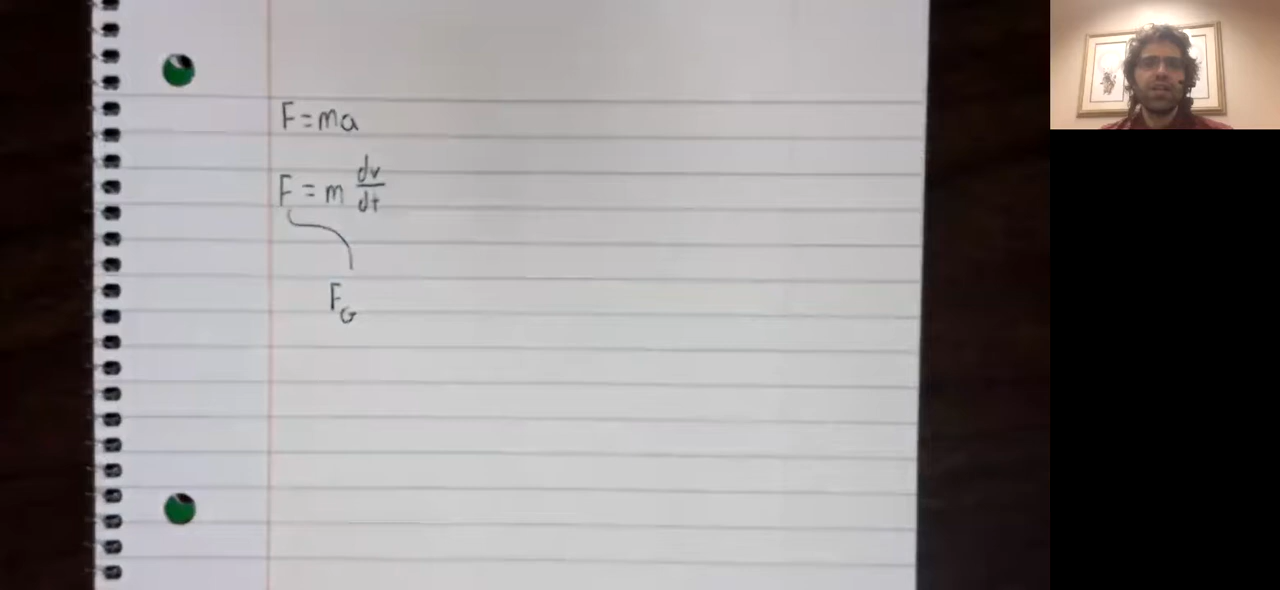 F = ma
F = m dv/dt
F_G